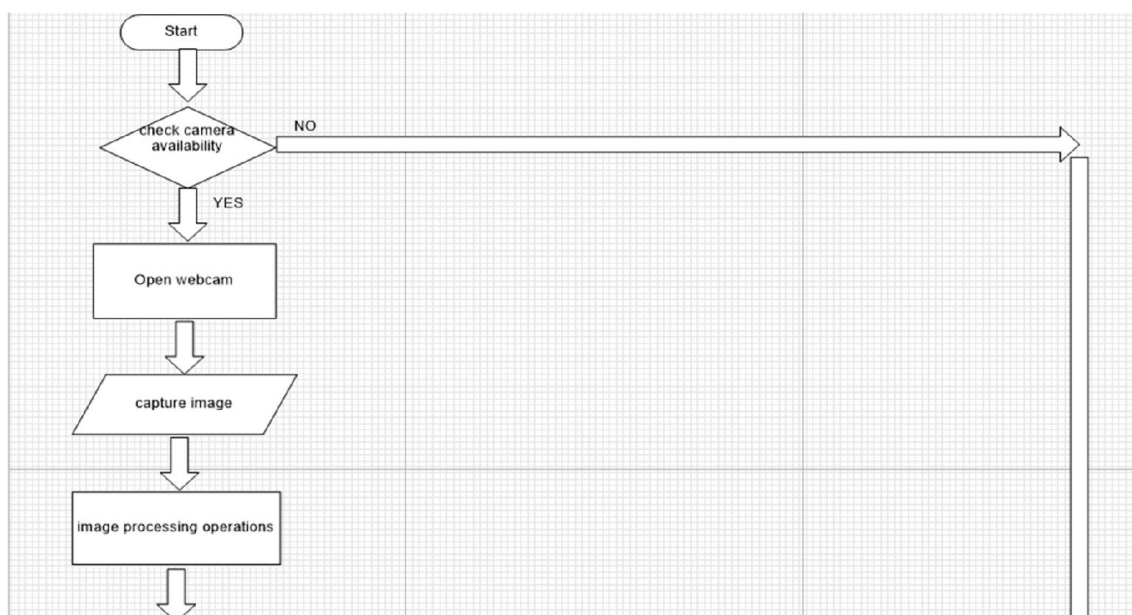 Start
check camera
availability
NO
YES
Open webcam
capture image
image processing operations